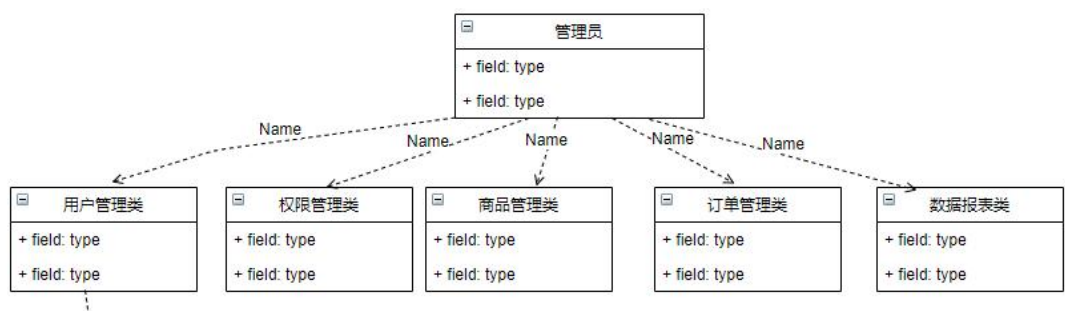 管理员
+ field: type
+ field: type
Name
Name
Name
Name
Name
用户管理类
+ field: type
+ field: type
权限管理类
+ field: type
+ field: type
商品管理类
+ field: type
+ field: type
订单管理类
+ field: type
+ field: type
数据报表类
+ field: type
+ field: type